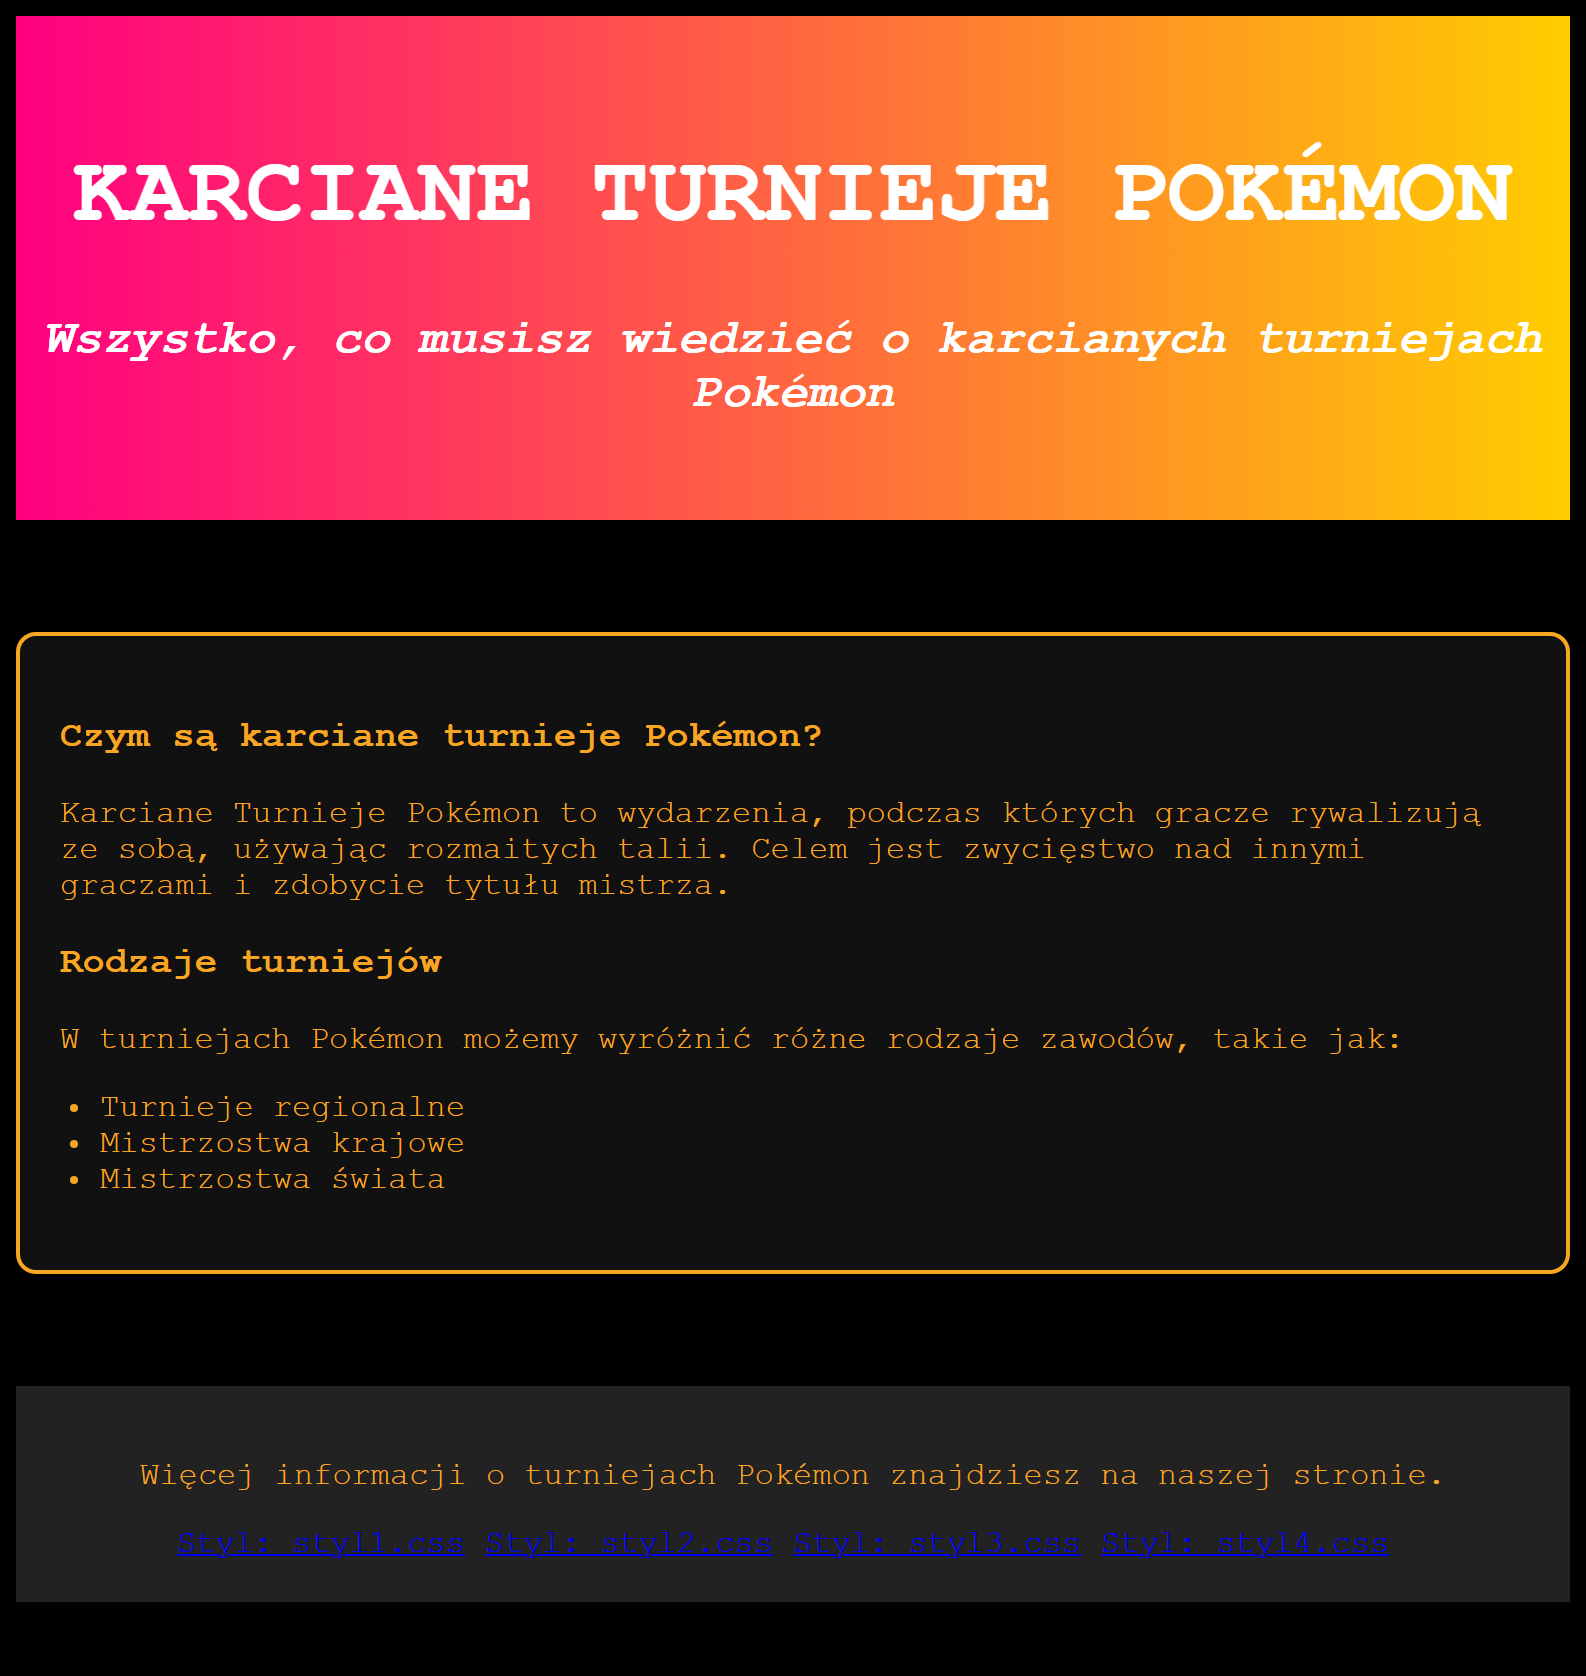 KARCIANE TURNIEJE POKÉMON
Wszystko, co musisz wiedzieć o karcianych turniejach
Pokémon
Czym są karciane turnieje Pokémon?
Karciane Turnieje Pokémon to wydarzenia, podczas których gracze rywalizują
ze sobą, używając rozmaitych talii. Celem jest zwycięstwo nad innymi
graczami i zdobycie tytułu mistrza.
Rodzaje turniejów
W turniejach Pokémon możemy wyróżnić różne rodzaje zawodów, takie jak:
• Turnieje regionalne
• Mistrzostwa krajowe
• Mistrzostwa świata
Więcej informacji o turniejach Pokémon znajdziesz na naszej stronie.
Styl: styl1.css Styl: styl2.css Styl: styl3.css Styl: styl4.css